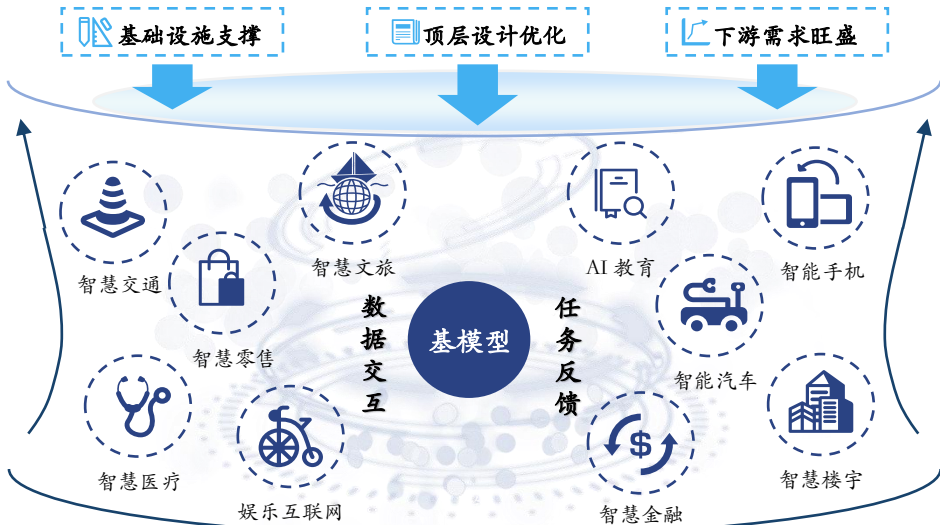 基础设施支撑
顶层设计优化
下游需求旺盛
智慧交通
智慧文旅
AI 教育
智能手机
智慧零售
数据交互
基模型
任务反馈
智能汽车
智慧医疗
娱乐互联网
智慧金融
智慧楼宇
$